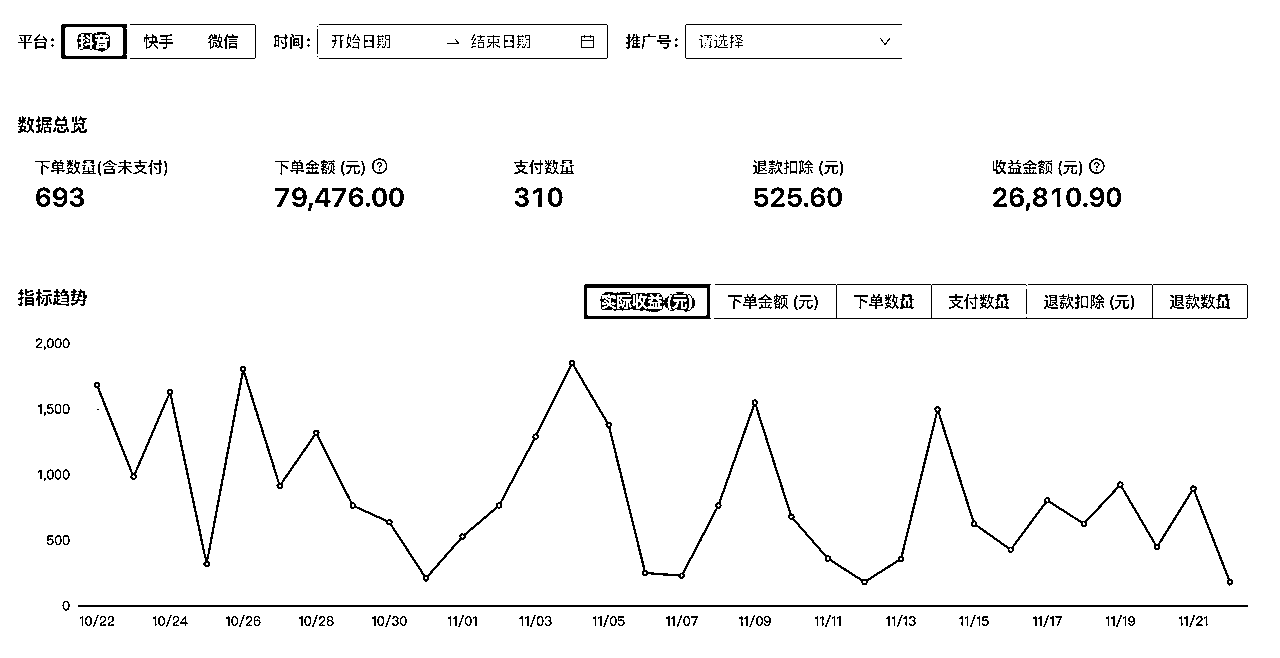 平台: 抖音 快手 微信 时间: 开始日期 → 结束日期 推广号: 请选择
数据总览
下单数量(含未支付) 下单金额 (元) ? 支付数量 退款扣除 (元) 收益金额 (元) ?
693 79,476.00 310 525.60 26,810.90
指标趋势 实际收益 (元) 下单金额 (元) 下单数量 支付数量 退款扣除 (元) 退款数量
2,000
1,500
1,000
500
0
10/22 10/24 10/26 10/28 10/30 11/01 11/03 11/05 11/07 11/09 11/11 11/13 11/15 11/17 11/19 11/21